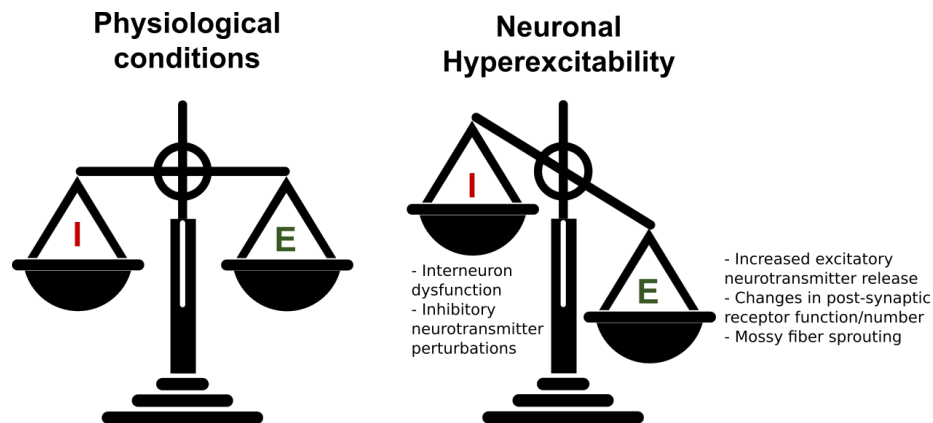 Physiological
conditions
I
E
Neuronal
Hyperexcitability
I
E
- Interneuron
dysfunction
- Inhibitory
neurotransmitter
perturbations
- Increased excitatory
neurotransmitter release
- Changes in post-synaptic
receptor function/number
- Mossy fiber sprouting